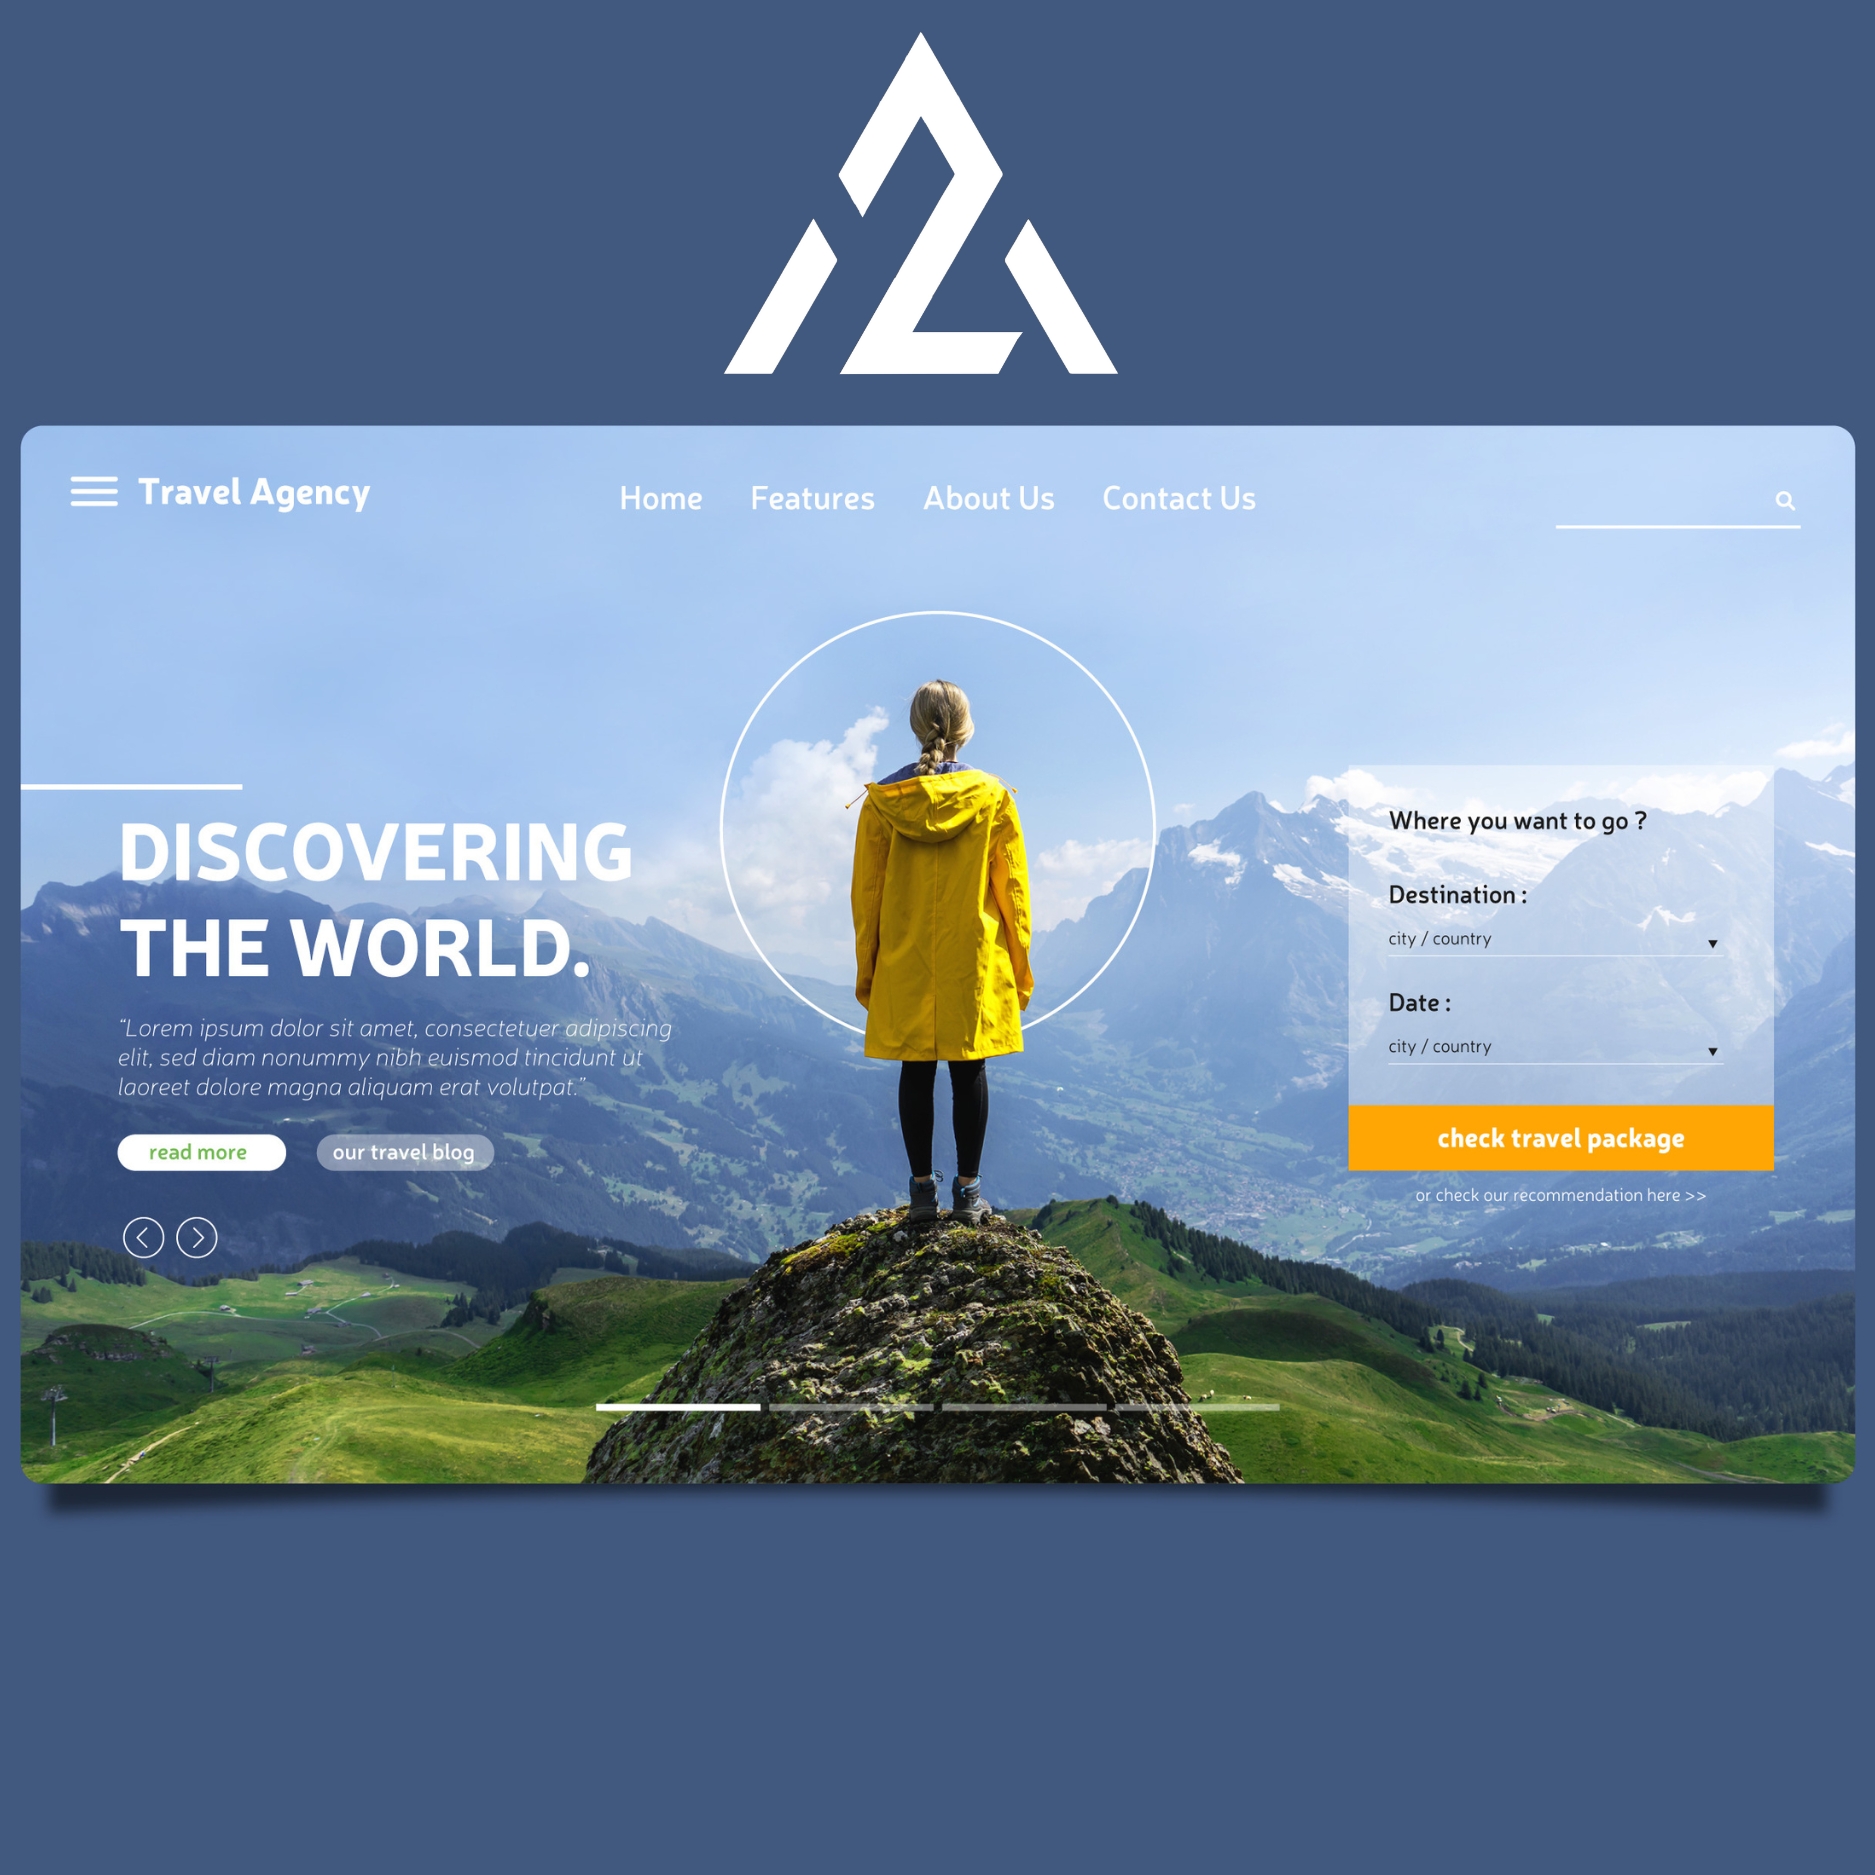 A2
Travel Agency
Home Features About Us Contact Us
DISCOVERING
THE WORLD.
“Lorem ipsum dolor sit amet, consectetuer adipiscing
elit, sed diam nonummy nibh euismod tincidunt ut
laoreet dolore magna aliquam erat volutpat.”
read more our travel blog
Where you want to go ?
Destination :
city / country
Date :
city / country
check travel package
or check our recommendation here >>